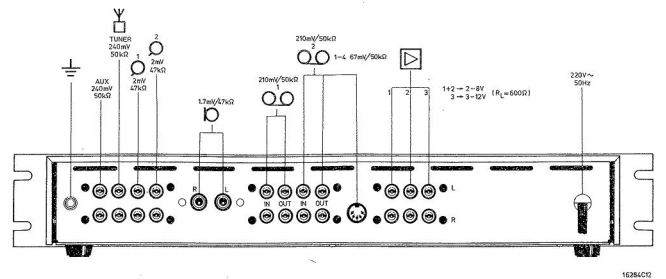 TUNER
240mV
50kΩ
AUX
240mV
50kΩ
1
2mV
47kΩ
2
2mV
47kΩ
1.7mV/47kΩ
210mV/50kΩ
1
210mV/50kΩ
2
1-4 67mV/50kΩ
1 2 3
1+2 → 2-8V
3 → 3-12V (RL=600Ω)
220V~
50Hz
R L
IN OUT IN OUT
L
R
16284C12